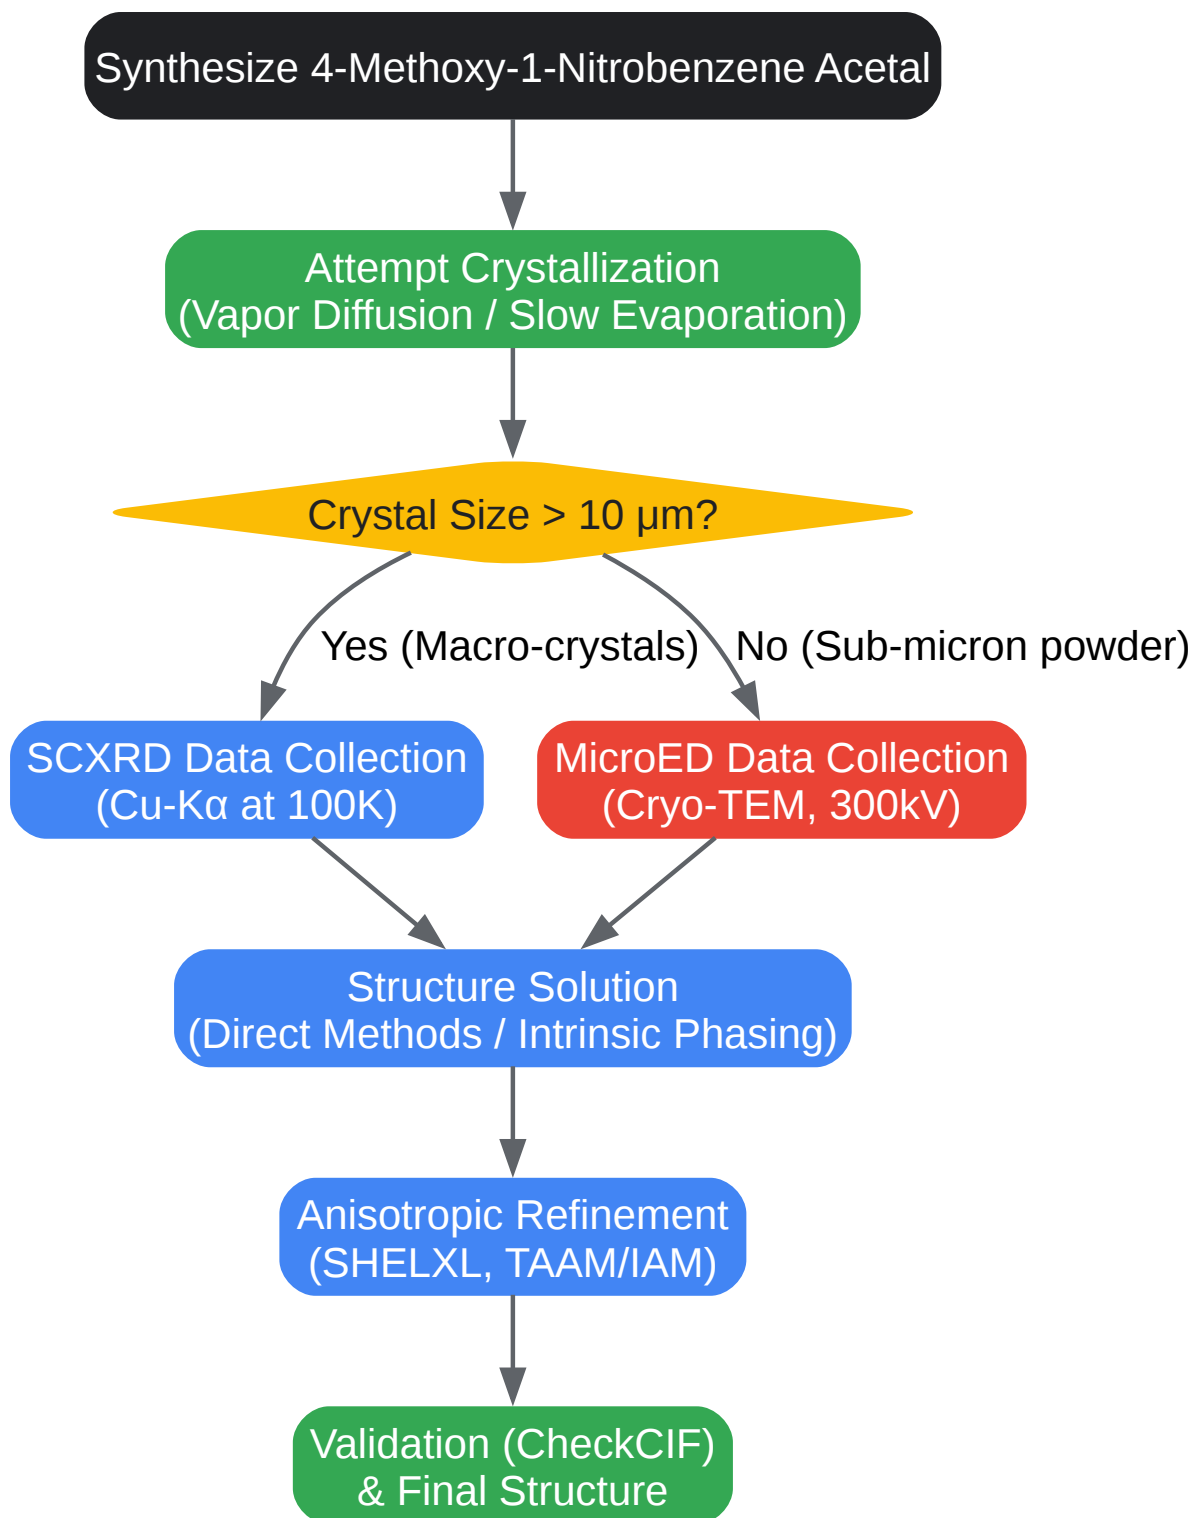 Synthesize 4-Methoxy-1-Nitrobenzene Acetal
Attempt Crystallization
(Vapor Diffusion / Slow Evaporation)
Crystal Size > 10 μm?
Yes (Macro-crystals)
No (Sub-micron powder)
SCXRD Data Collection
(Cu-Kα at 100K)
MicroED Data Collection
(Cryo-TEM, 300kV)
Structure Solution
(Direct Methods / Intrinsic Phasing)
Anisotropic Refinement
(SHELXL, TAAM/IAM)
Validation (CheckCIF)
& Final Structure